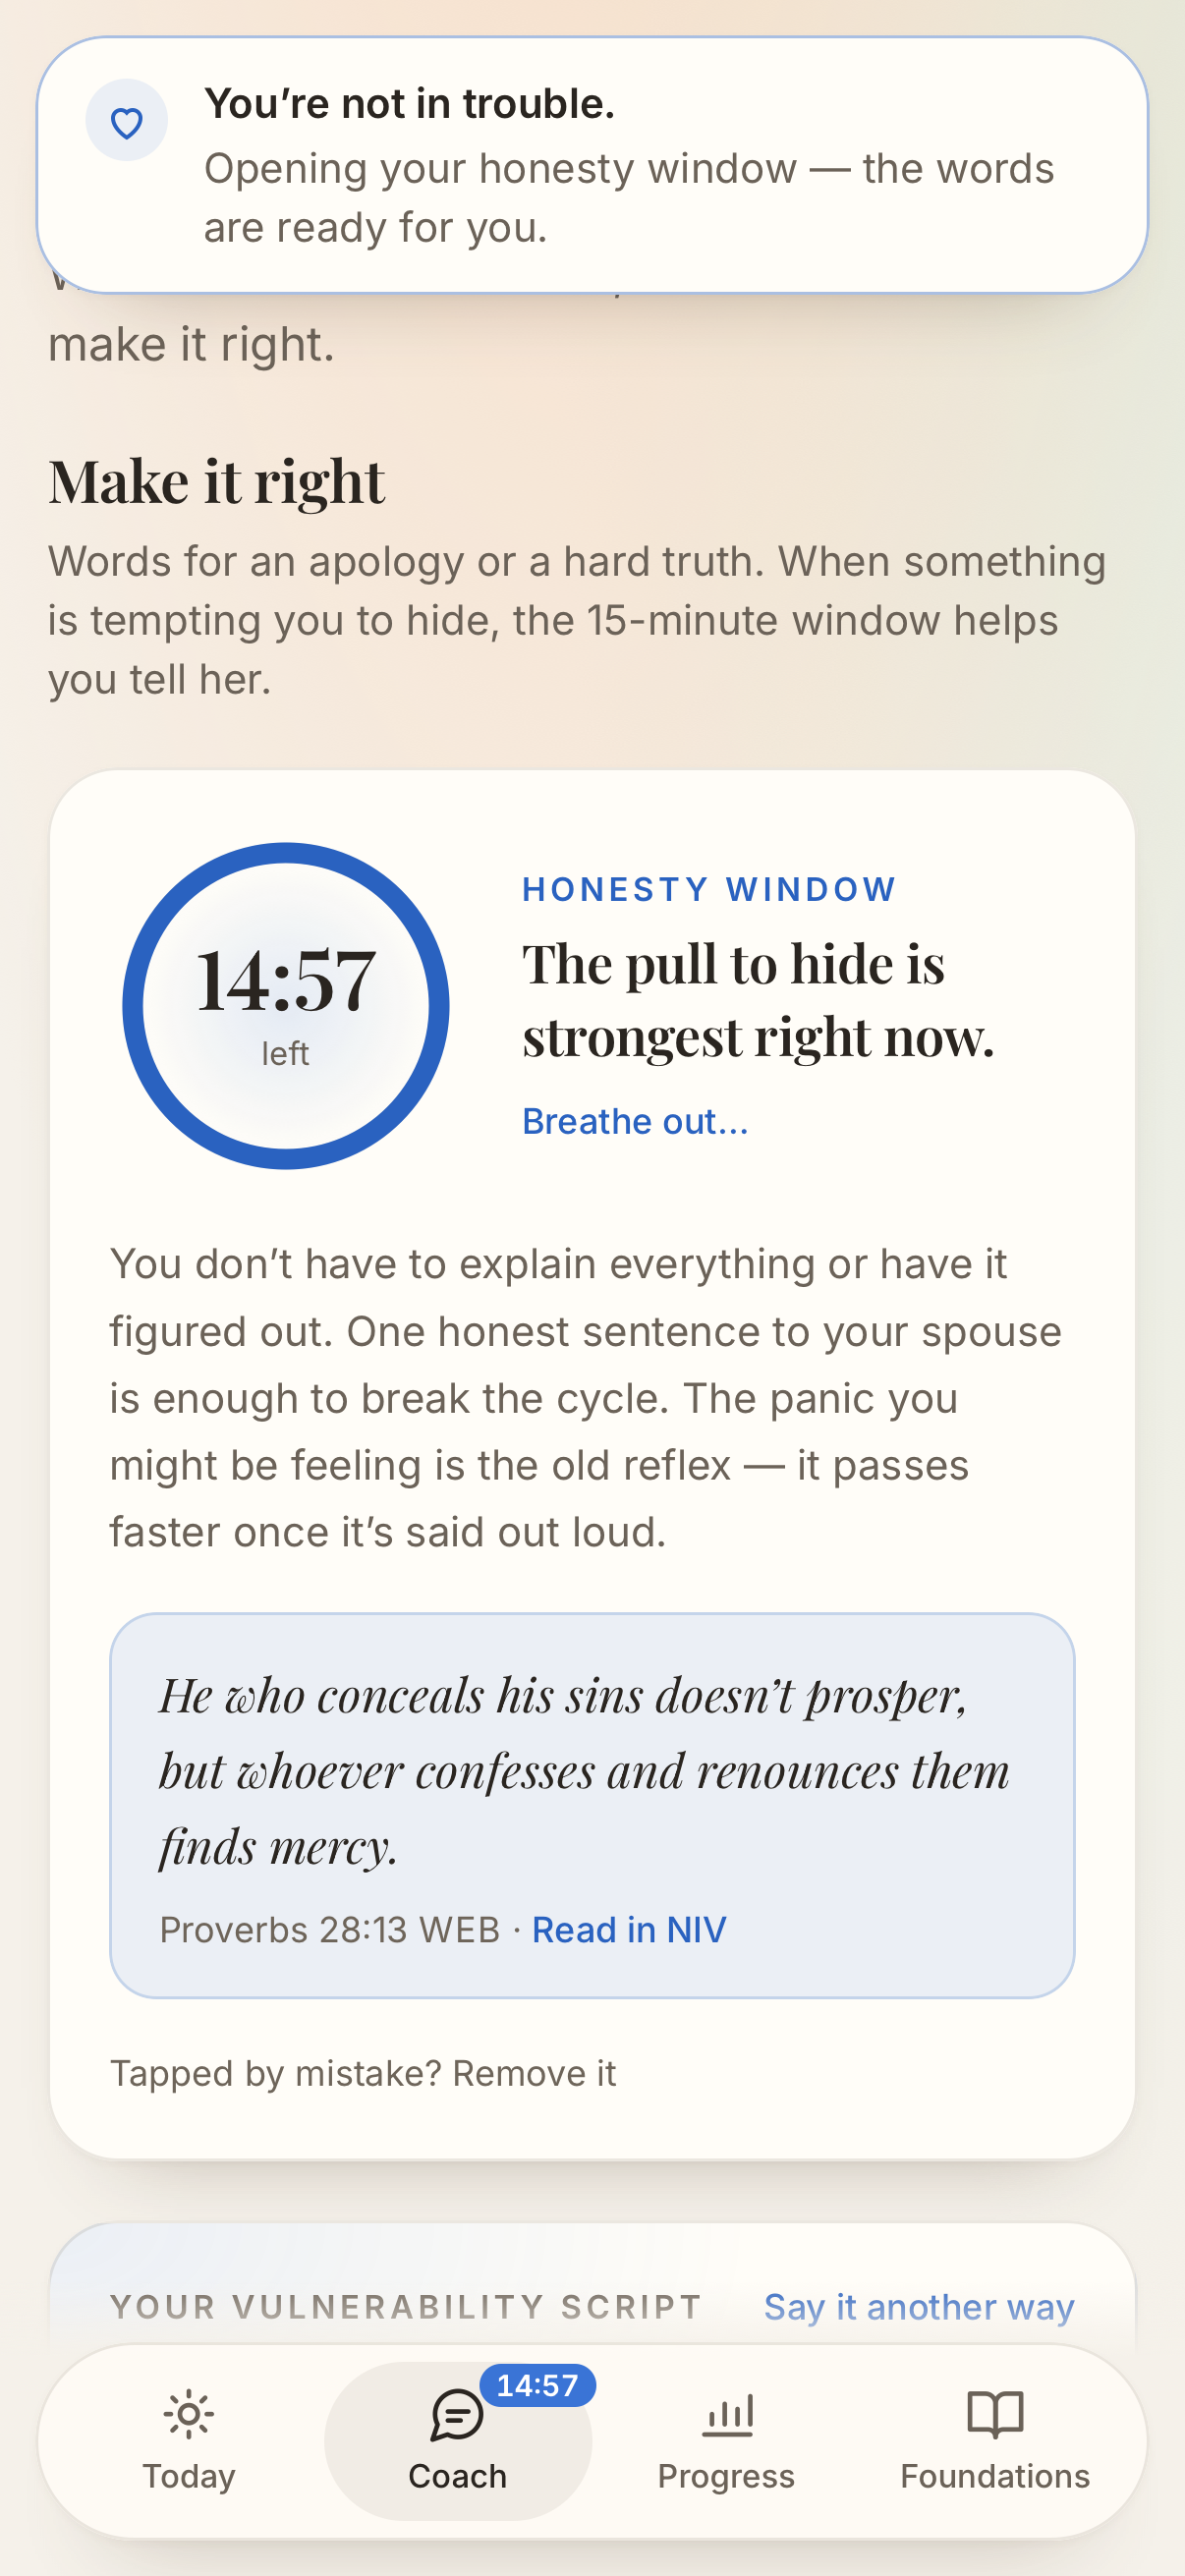 You’re not in trouble.
Opening your honesty window — the words
are ready for you.
make it right.
Make it right
Words for an apology or a hard truth. When something
is tempting you to hide, the 15-minute window helps
you tell her.
14:57
left
HONESTY WINDOW
The pull to hide is
strongest right now.
Breathe out...
You don’t have to explain everything or have it
figured out. One honest sentence to your spouse
is enough to break the cycle. The panic you
might be feeling is the old reflex — it passes
faster once it’s said out loud.
He who conceals his sins doesn’t prosper,
but whoever confesses and renounces them
finds mercy.
Proverbs 28:13 WEB · Read in NIV
Tapped by mistake? Remove it
YOUR VULNERABILITY SCRIPT
Say it another way
14:57
Today
Coach
Progress
Foundations